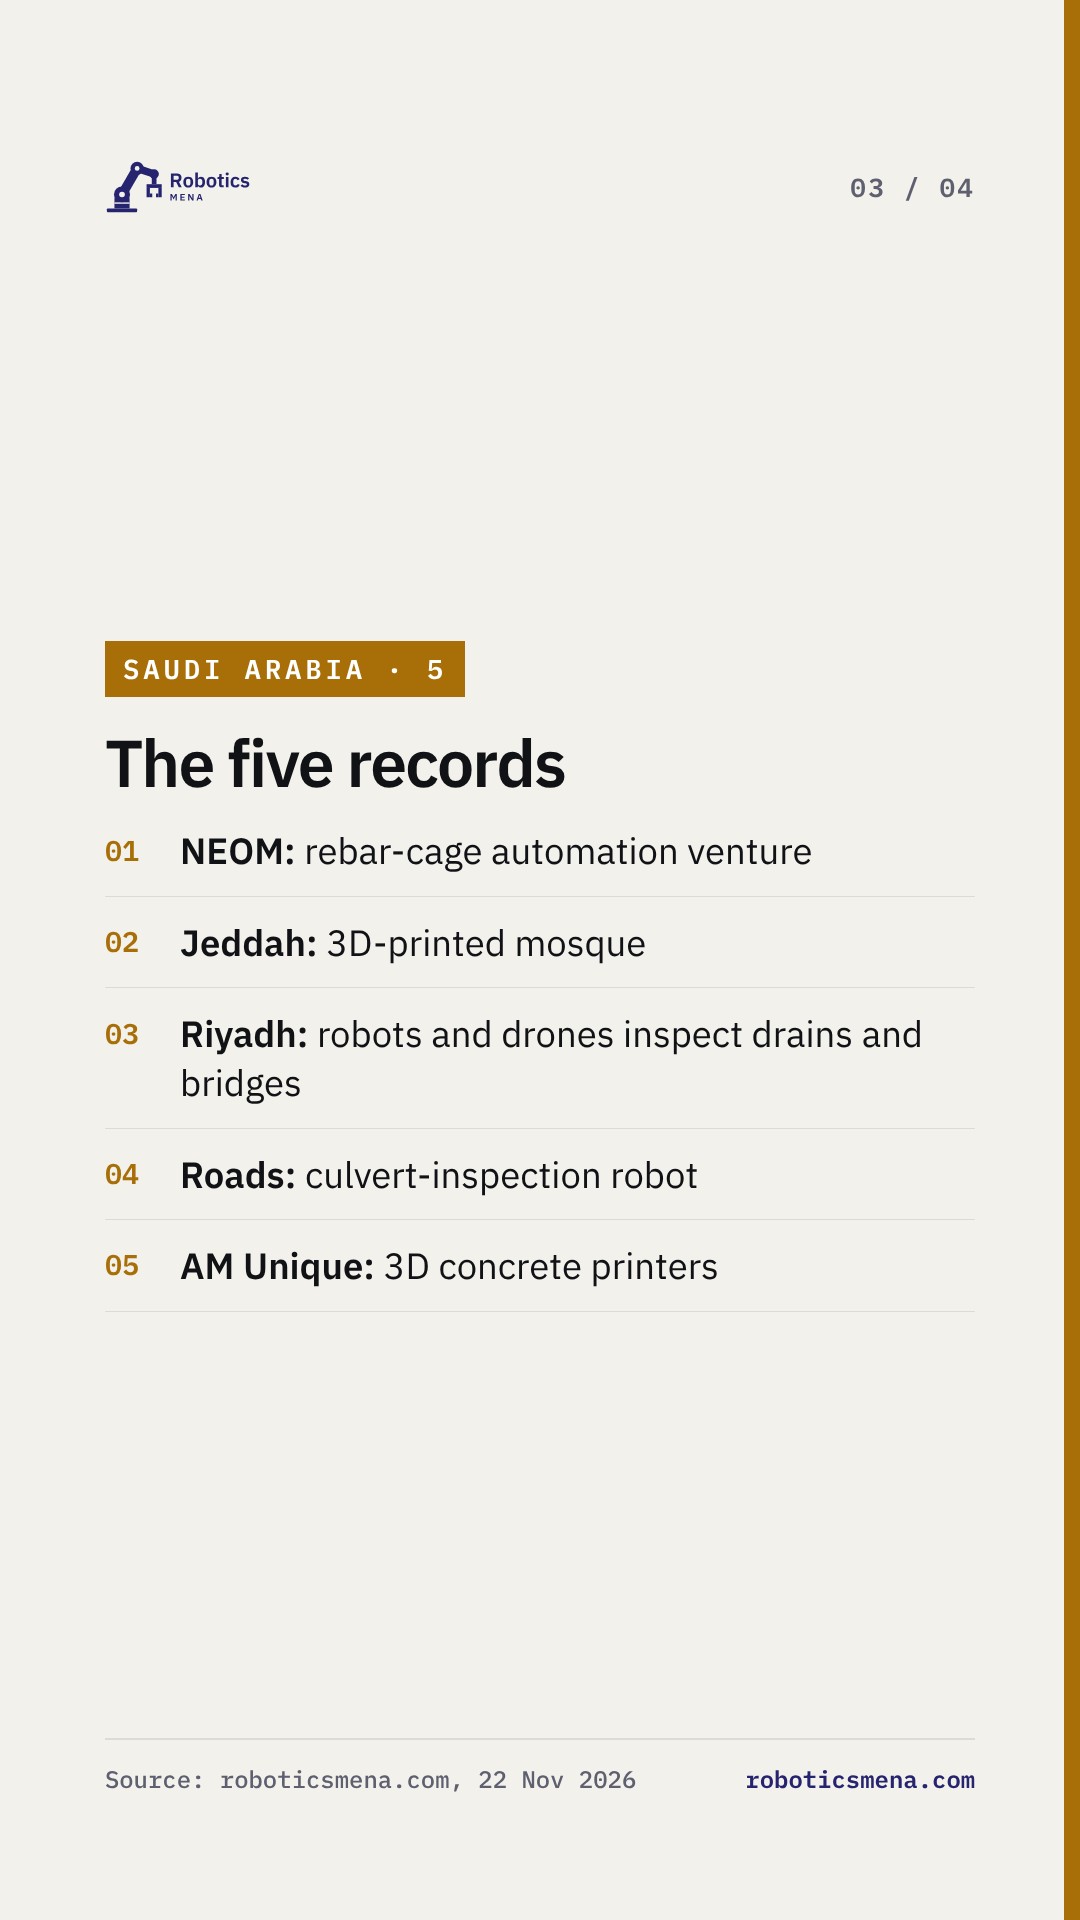 Robotics
MENA
03 / 04
SAUDI ARABIA · 5
The five records
01 NEOM: rebar-cage automation venture
02 Jeddah: 3D-printed mosque
03 Riyadh: robots and drones inspect drains and
bridges
04 Roads: culvert-inspection robot
05 AM Unique: 3D concrete printers
Source: roboticsmena.com, 22 Nov 2026
roboticsmena.com